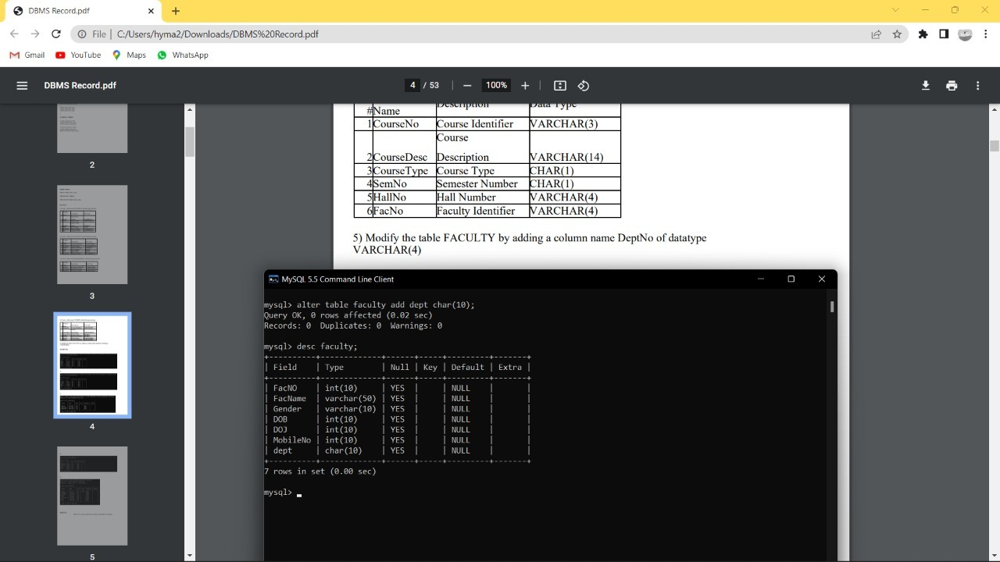 DBMS Record.pdf
File | C:/Users/hyma2/Downloads/DBMS%20Record.pdf
Gmail YouTube Maps WhatsApp
DBMS Record.pdf 4 / 53 100%
2
3
4
5
# Name Description Data Type
1 CourseNo Course Identifier VARCHAR(3)
Course
2 CourseDesc Description VARCHAR(14)
3 CourseType Course Type CHAR(1)
4 SemNo Semester Number CHAR(1)
5 HallNo Hall Number VARCHAR(4)
6 FacNo Faculty Identifier VARCHAR(4)
5) Modify the table FACULTY by adding a column name DeptNo of datatype
VARCHAR(4)
MySQL 5.5 Command Line Client
mysql> alter table faculty add dept char(10);
Query OK, 0 rows affected (0.02 sec)
Records: 0 Duplicates: 0 Warnings: 0
mysql> desc faculty;
+----------+-------------+------+-----+---------+-------+
| Field | Type | Null | Key | Default | Extra |
+----------+-------------+------+-----+---------+-------+
| FacNO | int(10) | YES | | NULL | |
| FacName | varchar(50) | YES | | NULL | |
| Gender | varchar(10) | YES | | NULL | |
| DOB | int(10) | YES | | NULL | |
| DOJ | int(10) | YES | | NULL | |
| MobileNo | int(10) | YES | | NULL | |
| dept | char(10) | YES | | NULL | |
+----------+-------------+------+-----+---------+-------+
7 rows in set (0.00 sec)
mysql>